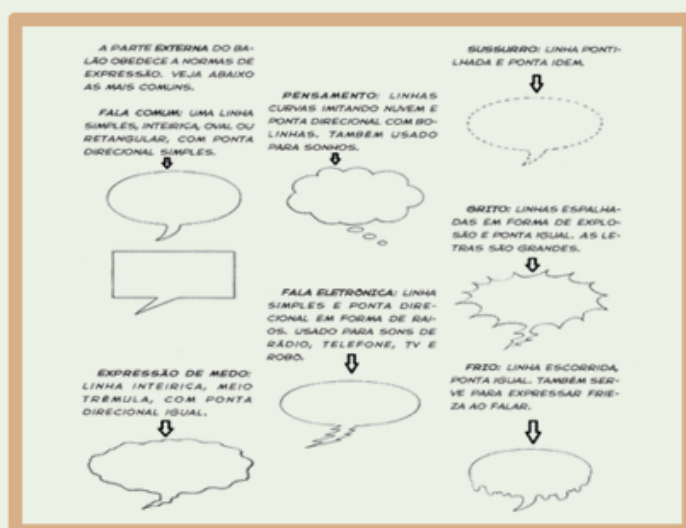 A PARTE EXTERNA DO BA-
LÃO OBEDECE A NORMAS DE
EXPRESSÃO. VEJA ABAIXO
AS MAIS COMUNS.
FALA COMUM: UMA LINHA
SIMPLES, INTEIRIÇA, OVAL OU
RETANGULAR, COM PONTA
DIRECIONAL SIMPLES.
EXPRESSÃO DE MEDO:
LINHA INTEIRIÇA, MEIO
TRÊMULA, COM PONTA
DIRECIONAL IGUAL.
PENSAMENTO: LINHAS
CURVAS IMITANDO NUVEM E
PONTA DIRECIONAL COM BO-
LINHAS. TAMBÉM USADO
PARA SONHOS.
FALA ELETRÔNICA: LINHA
SIMPLES E PONTA DIRE-
CIONAL EM FORMA DE RAI-
OS. USADO PARA SONS DE
RÁDIO, TELEFONE, TV E
ROBÔ.
SUSSURRO: LINHA PONTI-
LHADA E PONTA IDEM.
GRITO: LINHAS ESPALHA-
DAS EM FORMA DE EXPLO-
SÃO E PONTA IGUAL. AS LE-
TRAS SÃO GRANDES.
FRIO: LINHA ESCORRIDA,
PONTA IGUAL. TAMBÉM SER-
VE PARA EXPRESSAR FRIE-
ZA AO FALAR.